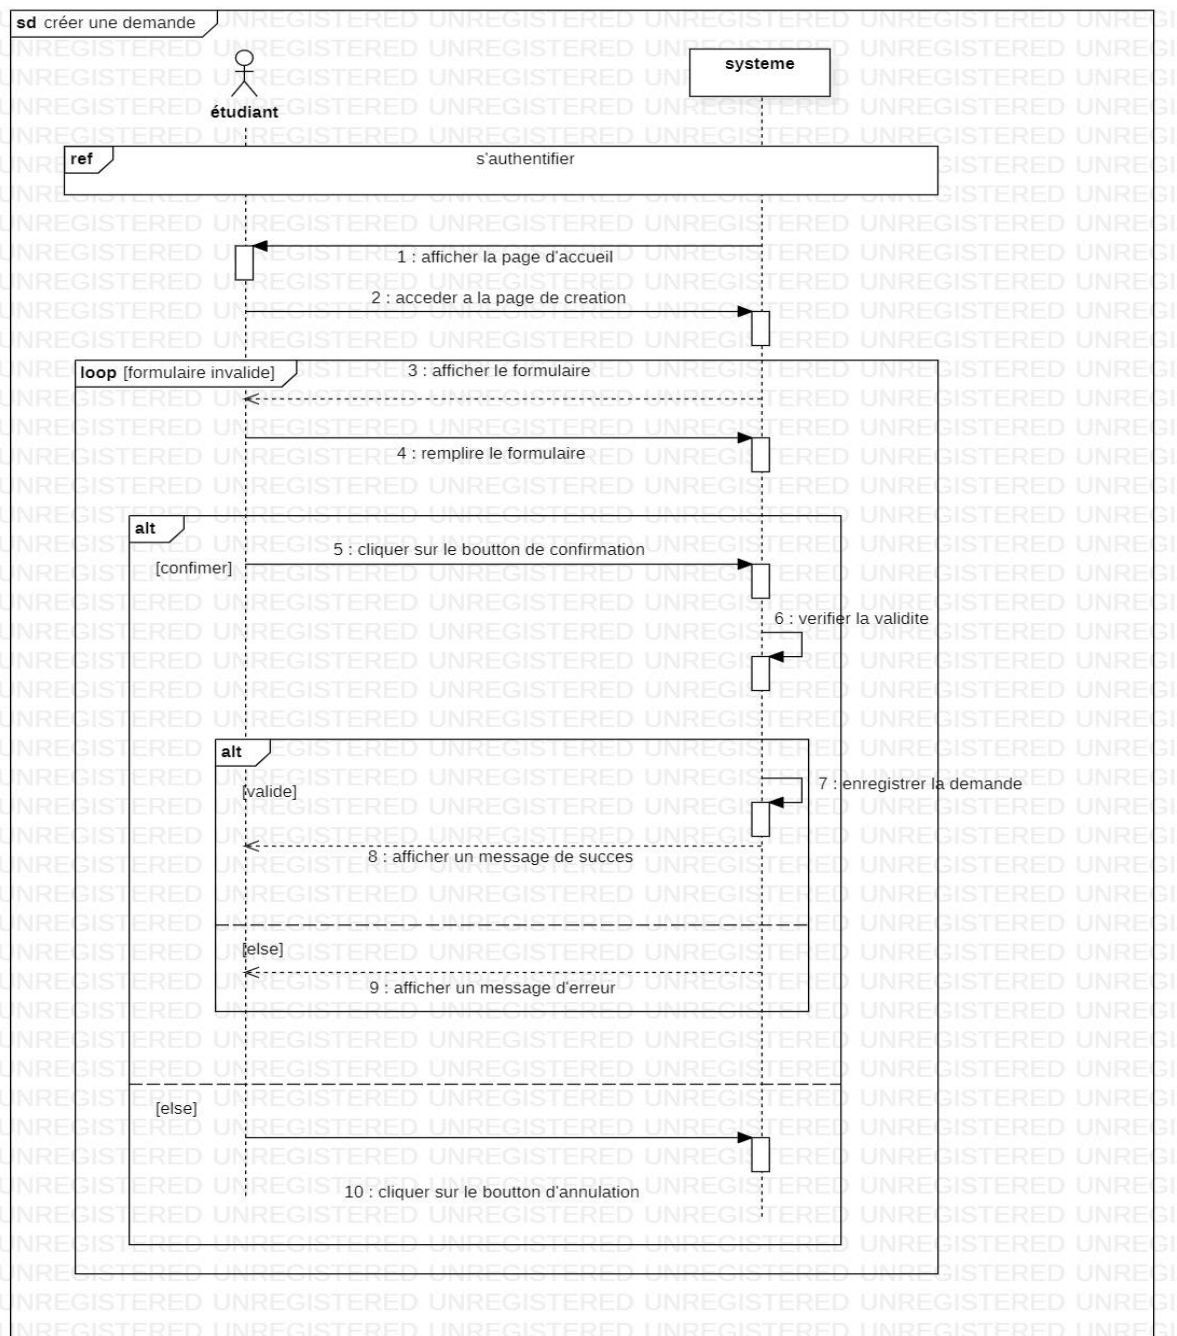 sd créer une demande
étudiant
systeme
ref s'authentifier
1 : afficher la page d'accueil
2 : acceder a la page de creation
loop [formulaire invalide]
3 : afficher le formulaire
4 : remplire le formulaire
alt
5 : cliquer sur le boutton de confirmation
[confimer]
6 : verifier la validite
alt
7 : enregistrer la demande
[valide]
8 : afficher un message de succes
[else]
9 : afficher un message d'erreur
[else]
10 : cliquer sur le boutton d'annulation
UNREGISTERED